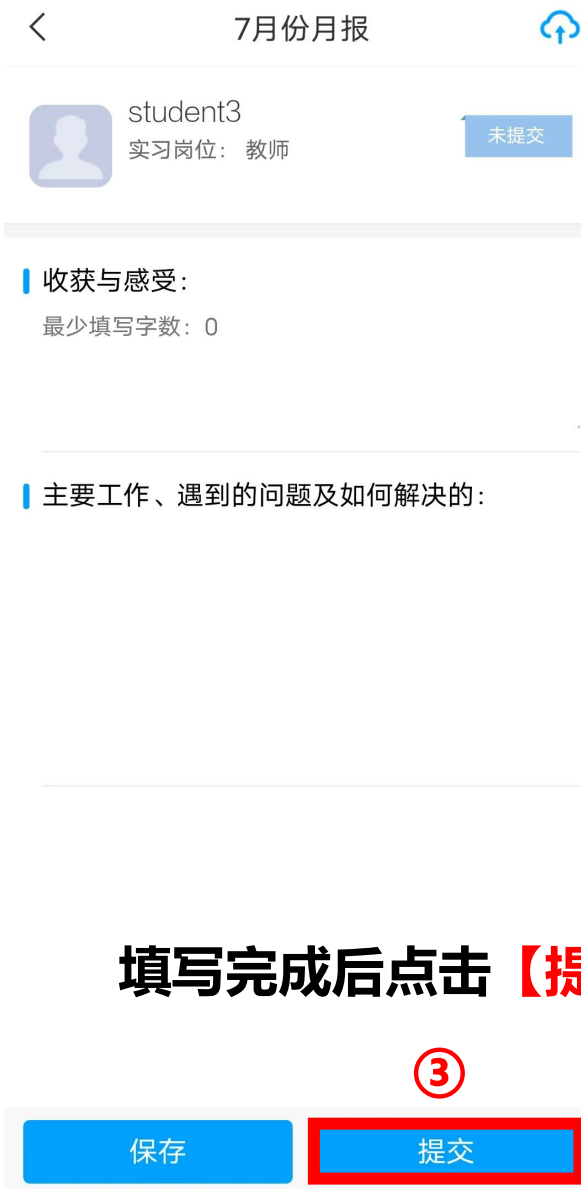 7月份月报
student3
实习岗位： 教师
未提交
收获与感受：
最少填写字数：0
主要工作、遇到的问题及如何解决的：
填写完成后点击【提
③
保存
提交